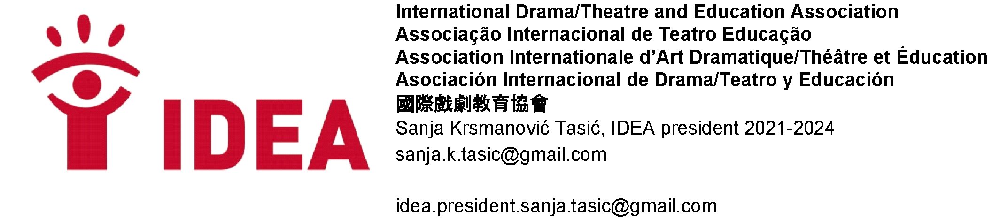 International Drama/Theatre and Education Association
Associação Internacional de Teatro Educação
Association Internationale d’Art Dramatique/Théâtre et Éducation
Asociación Internacional de Drama/Teatro y Educación
國際戲劇教育協會
Sanja Krsmanović Tasić, IDEA president 2021-2024
sanja.k.tasic@gmail.com
idea.president.sanja.tasic@gmail.com
IDEA